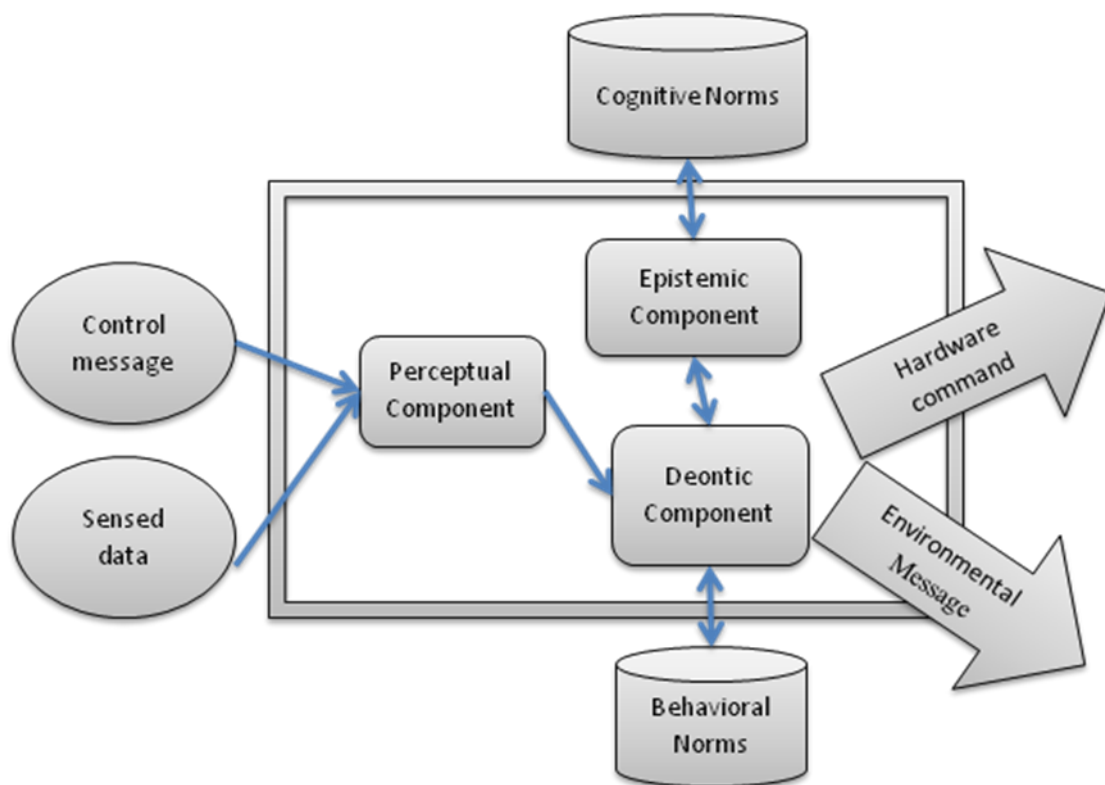 Cognitive Norms
Epistemic
Component
Control
message
Perceptual
Component
Hardware
command
Sensed
data
Deontic
Component
Environmental
Message
Behavioral
Norms